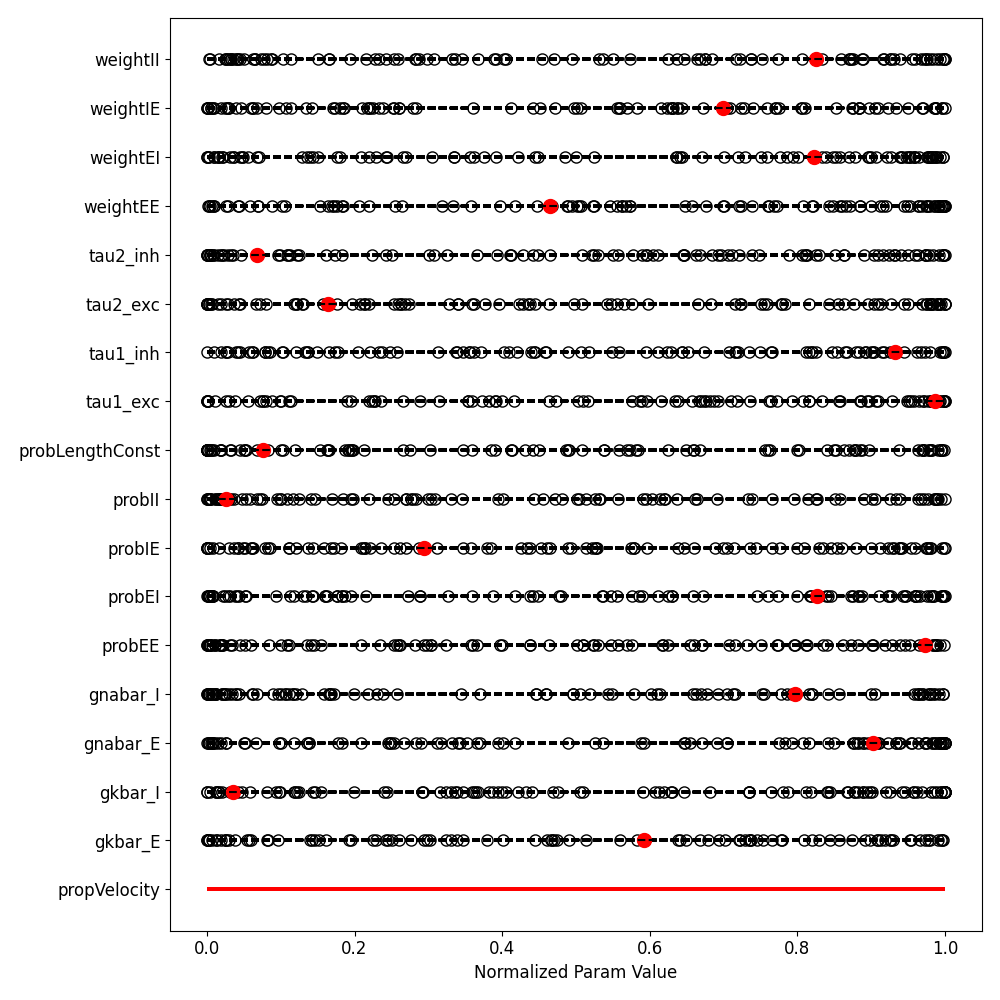 weightII
weightIE
weightEI
weightEE
tau2_inh
tau2_exc
tau1_inh
tau1_exc
probLengthConst
probII
probIE
probEI
probEE
gnabar_I
gnabar_E
gkbar_I
gkbar_E
propVelocity
0.0 0.2 0.4 0.6 0.8 1.0
Normalized Param Value